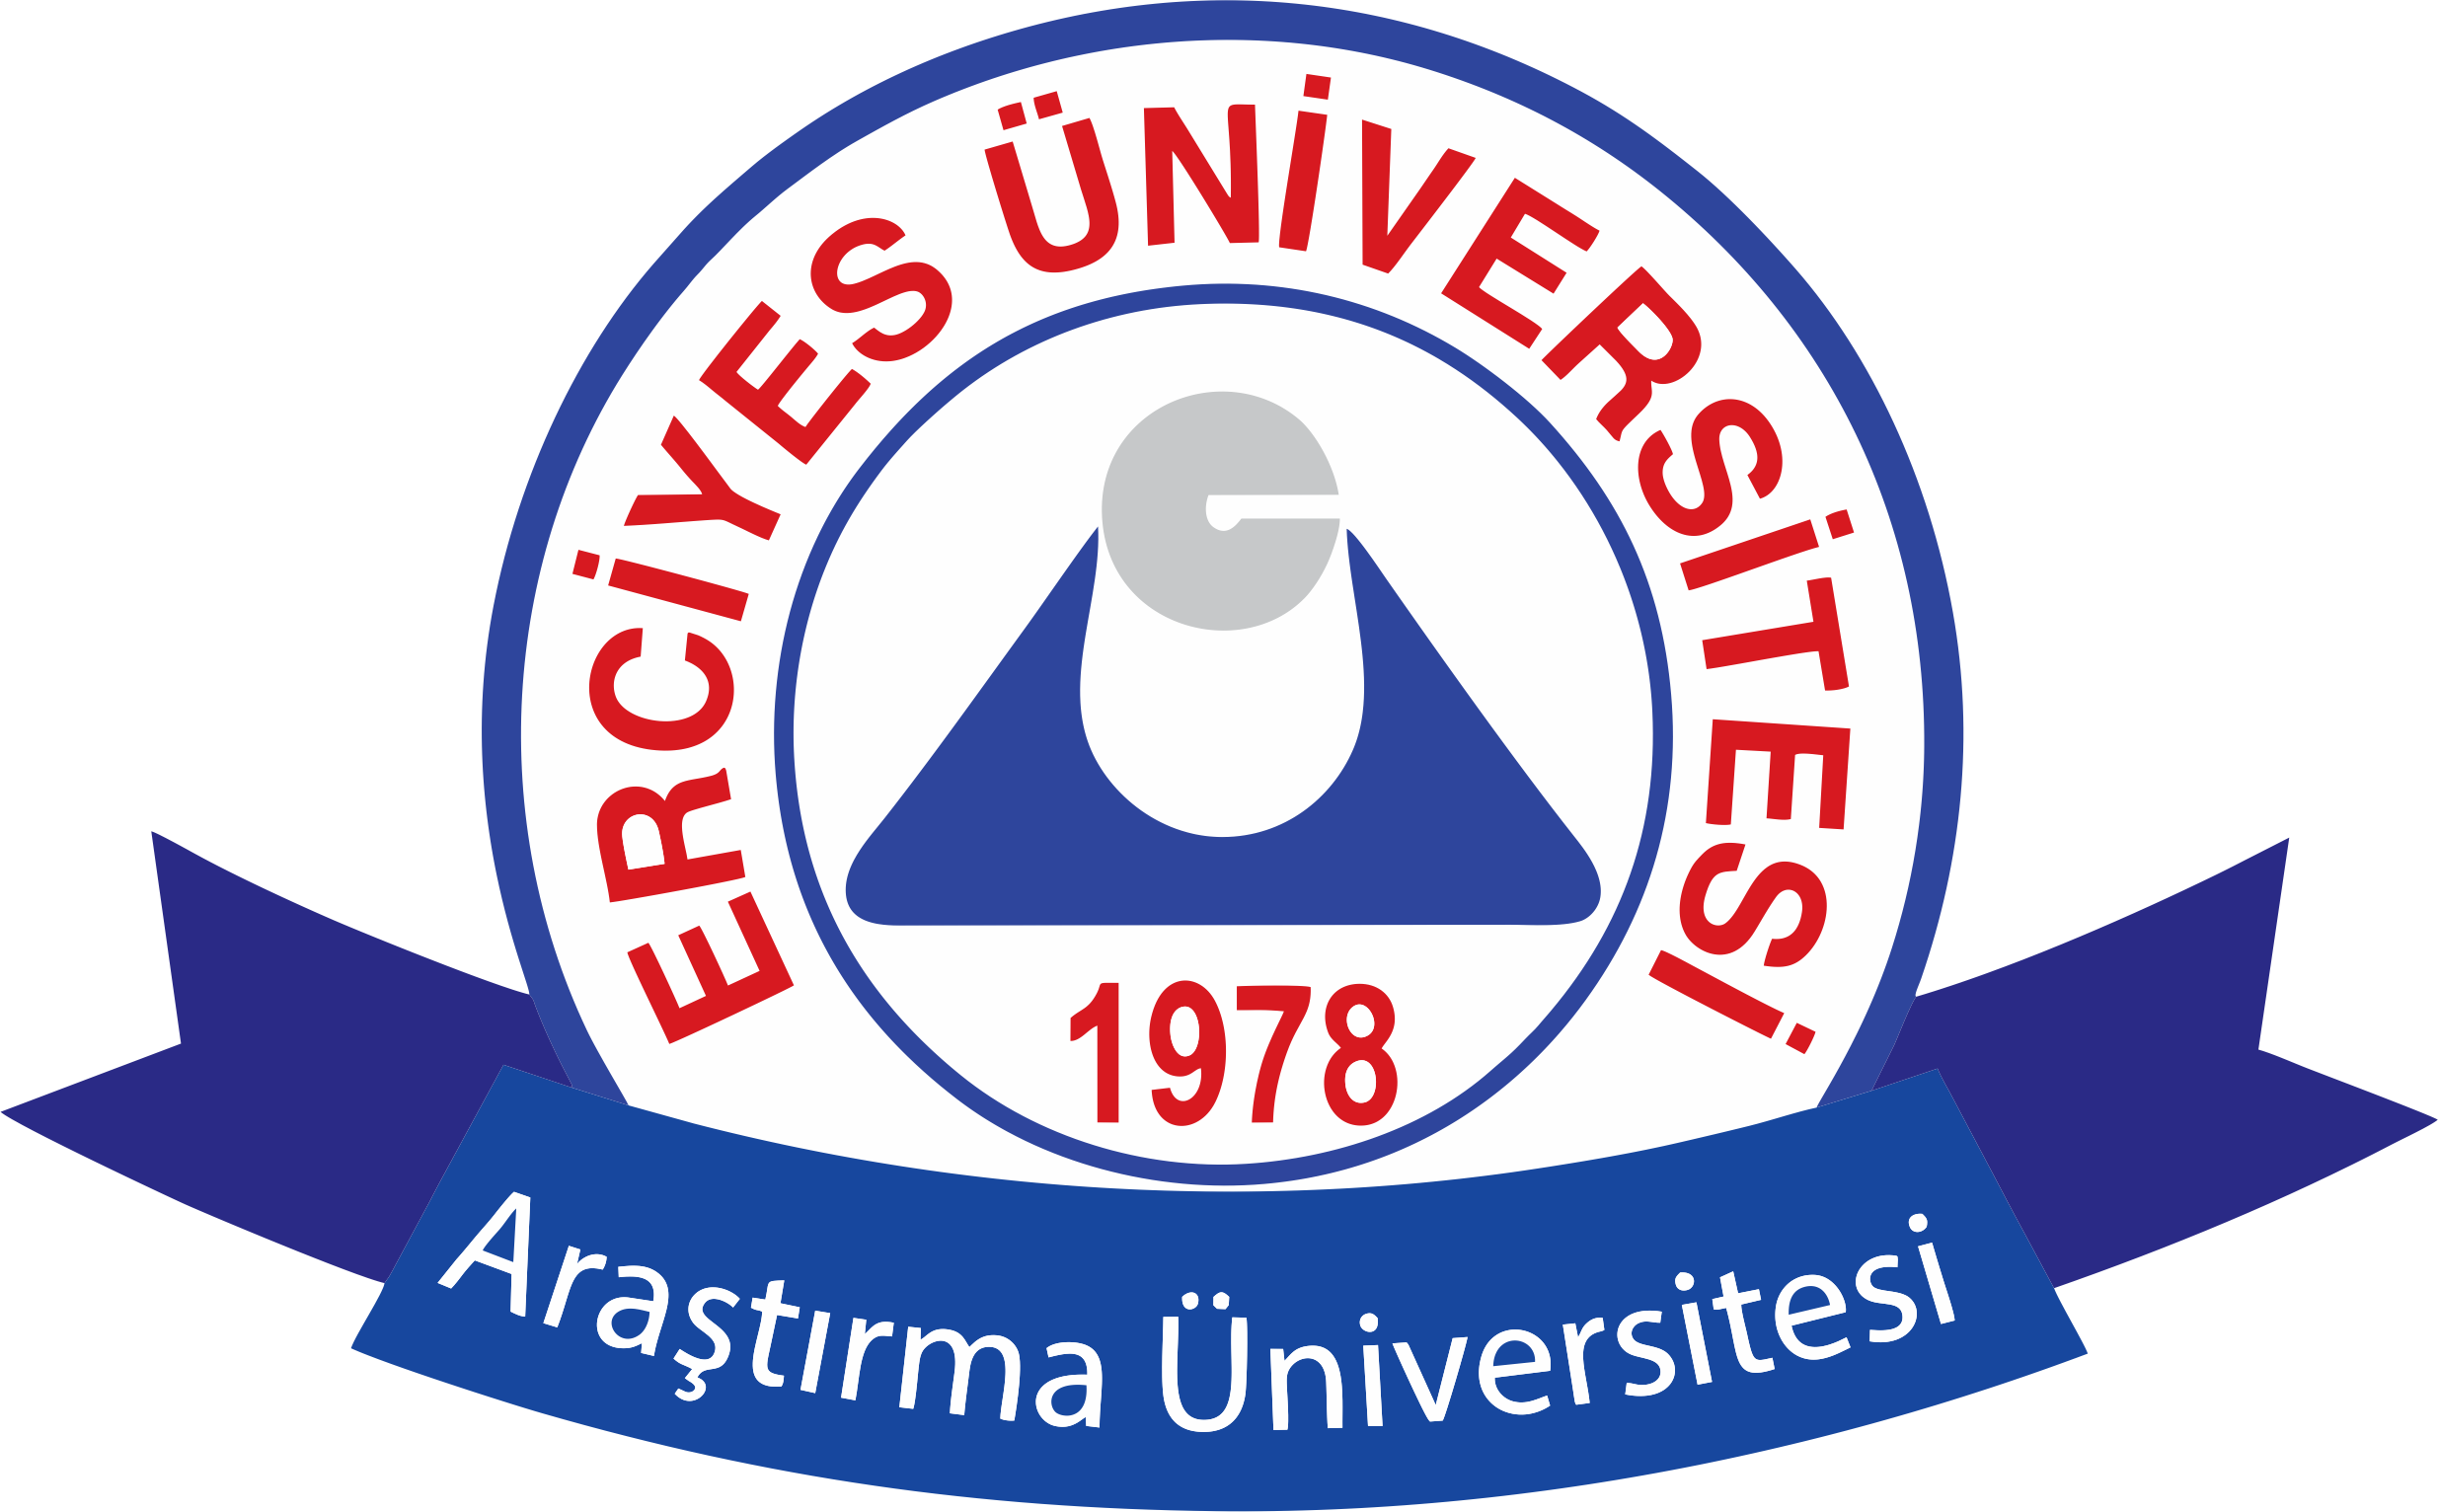 ERCİYES ÜNİVERSİTESİ
1978
Araştırma Üniversitesi